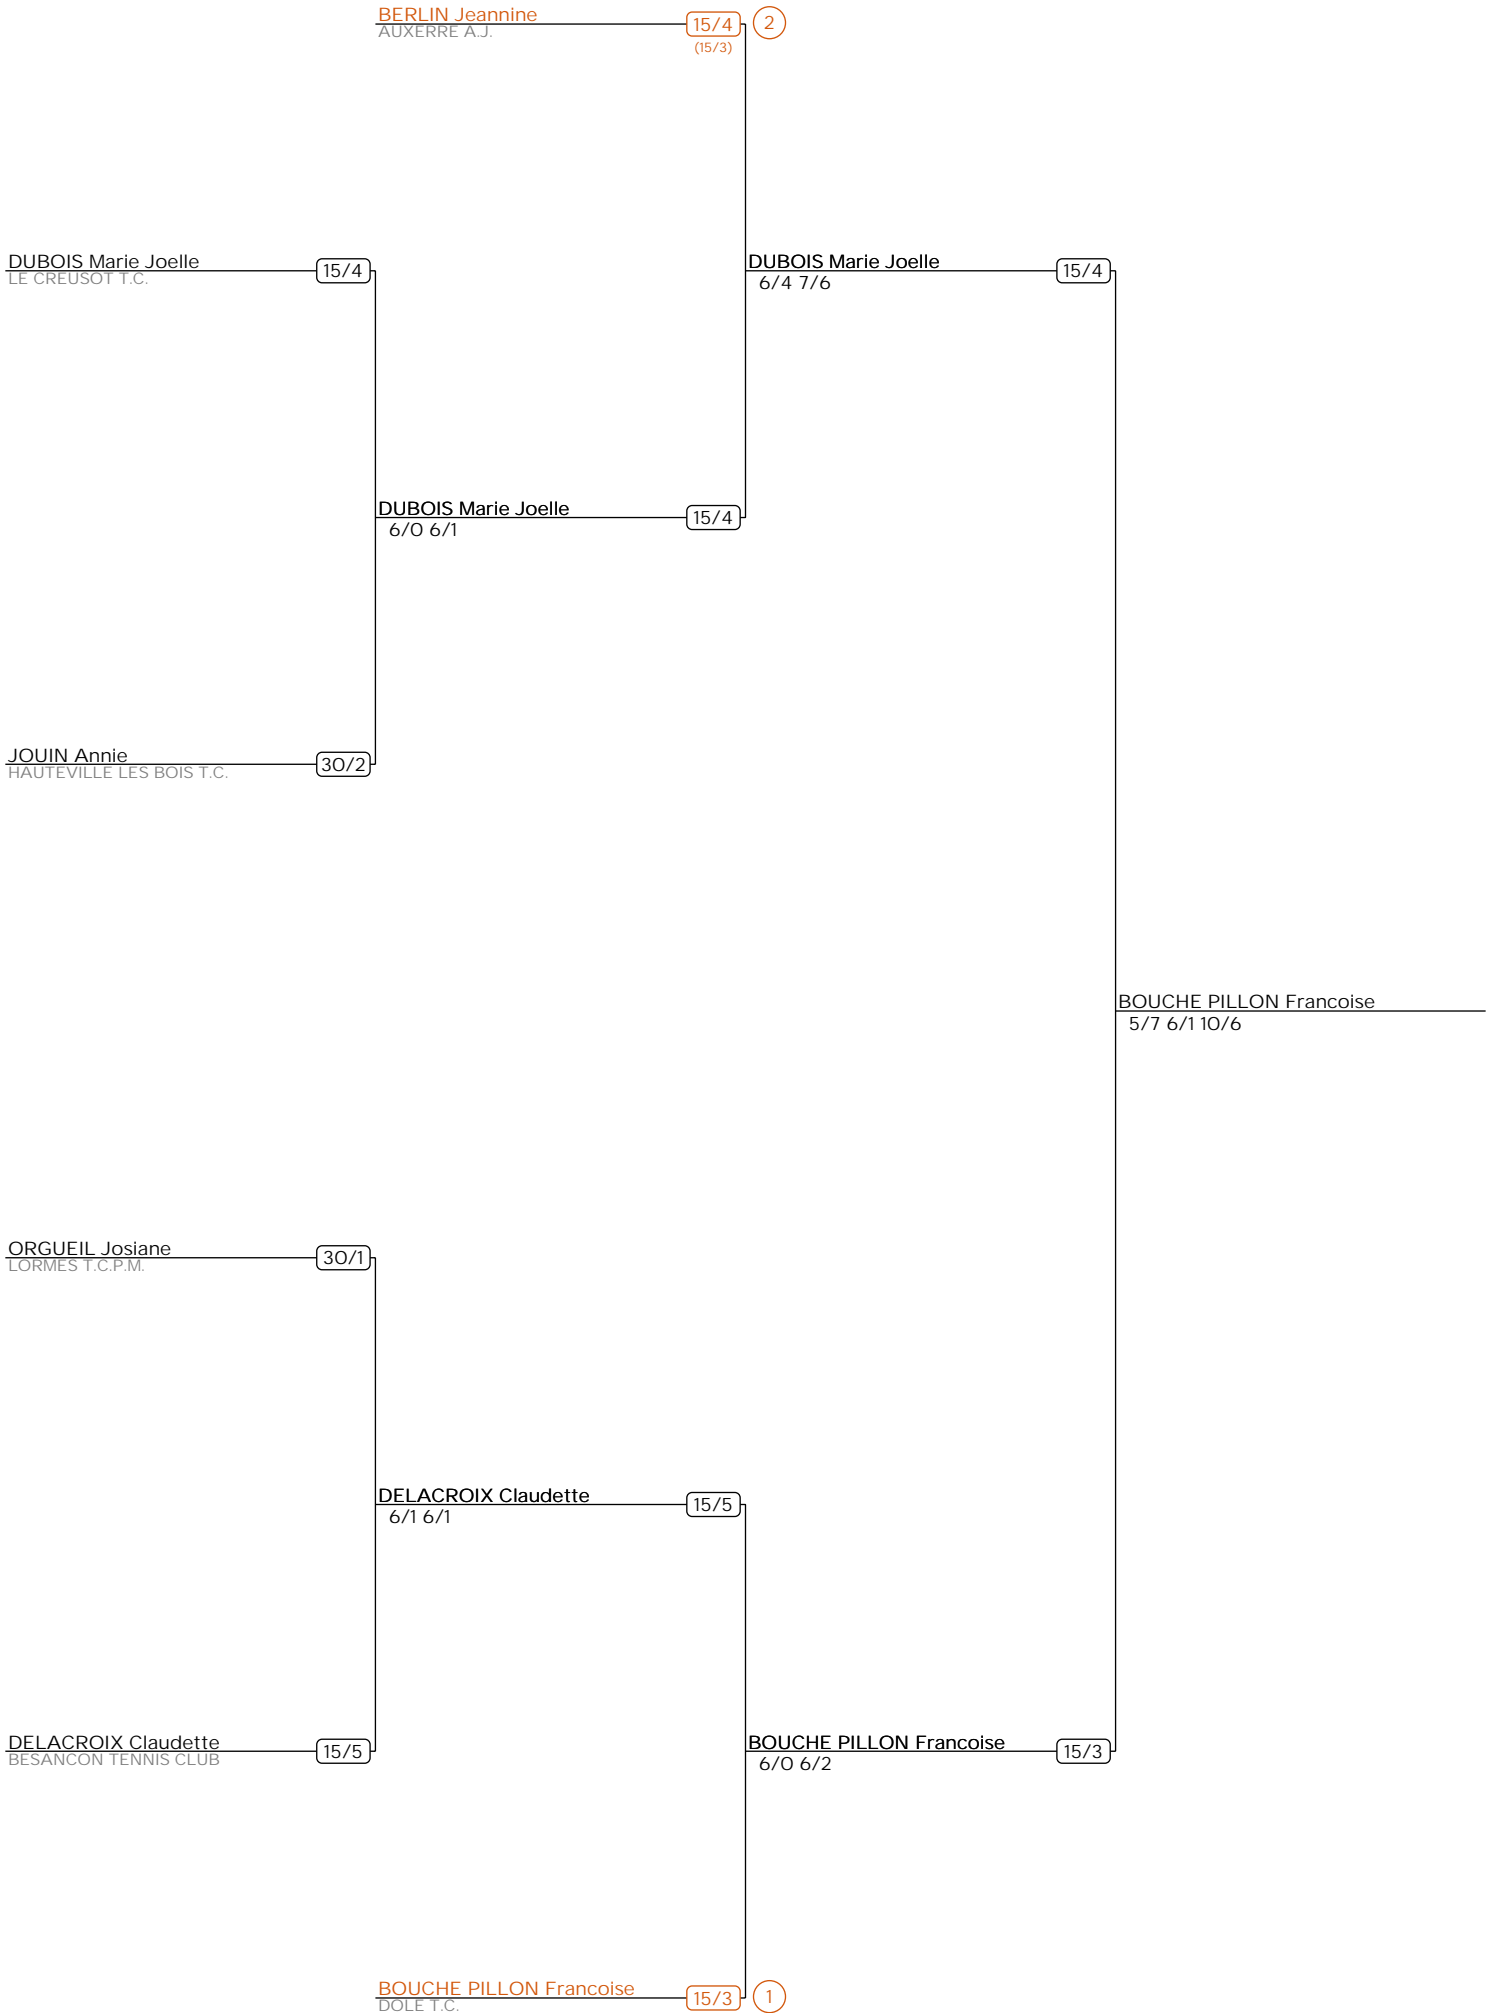 BERLIN Jeannine
15/4
2
AUXERRE A.J.
(15/3)
DUBOIS Marie Joelle
15/4
LE CREUSOT T.C.
DUBOIS Marie Joelle
15/4
6/4 7/6
DUBOIS Marie Joelle
15/4
6/0 6/1
JOUIN Annie
30/2
HAUTEVILLE LES BOIS T.C.
BOUCHE PILLON Francoise
5/7 6/1 10/6
ORGUEIL Josiane
30/1
LORMES T.C.P.M.
DELACROIX Claudette
15/5
6/1 6/1
DELACROIX Claudette
15/5
BESANCON TENNIS CLUB
BOUCHE PILLON Francoise
15/3
6/0 6/2
BOUCHE PILLON Francoise
15/3
1
DOLE T.C.